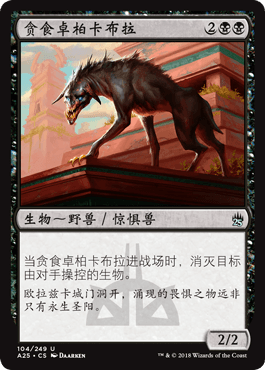 贪食卓柏卡布拉 2
生物～野兽／惊惧兽
当贪食卓柏卡布拉进战场时，消灭目标
由对手操控的生物。
欧拉兹卡城门洞开，涌现的畏惧之物远非
只有永生圣阳。
2/2
104/249 U
A25 • CS DAARKEN
™ & © 2018 Wizards of the Coast